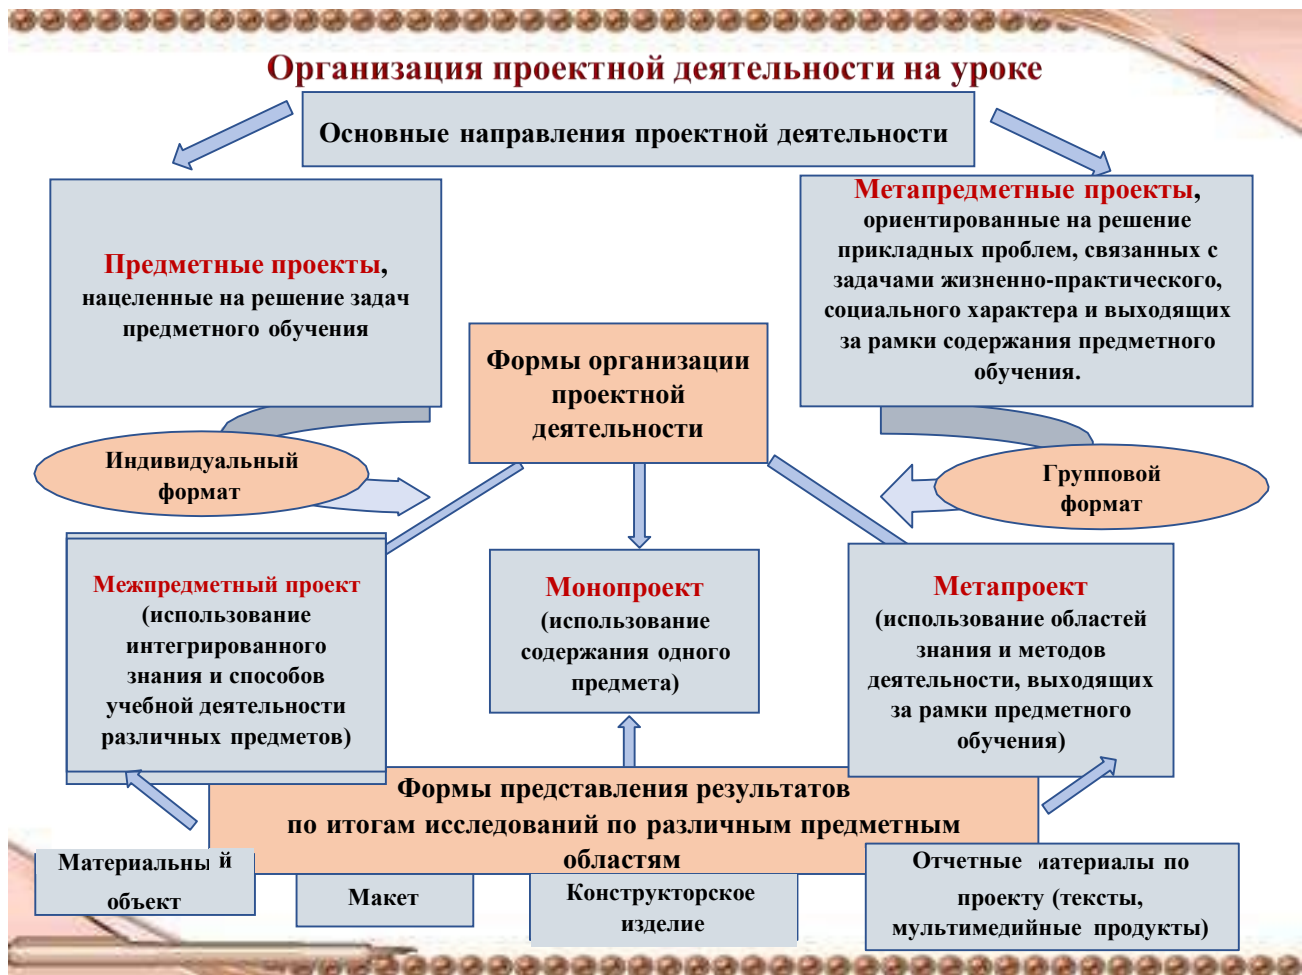 Организация проектной деятельности на уроке
Основные направления проектной деятельности
Предметные проекты,
нацеленные на решение задач
предметного обучения
Метапредметные проекты,
ориентированные на решение
прикладных проблем, связанных с
задачами жизненно-практического,
социального характера и выходящих
за рамки содержания предметного
обучения.
Формы организации
проектной
деятельности
Индивидуальный
формат
Групповой
формат
Межпредметный проект
(использование
интегрированного
знания и способов
учебной деятельности
различных предметов)
Монопроект
(использование
содержания одного
предмета)
Метапроект
(использование областей
знания и методов
деятельности, выходящих
за рамки предметного
обучения)
Формы представления результатов
по итогам исследований по различным предметным
областям
Материальный
объект
Макет
Конструкторское
изделие
Отчетные материалы по
проекту (тексты,
мультимедийные продукты)